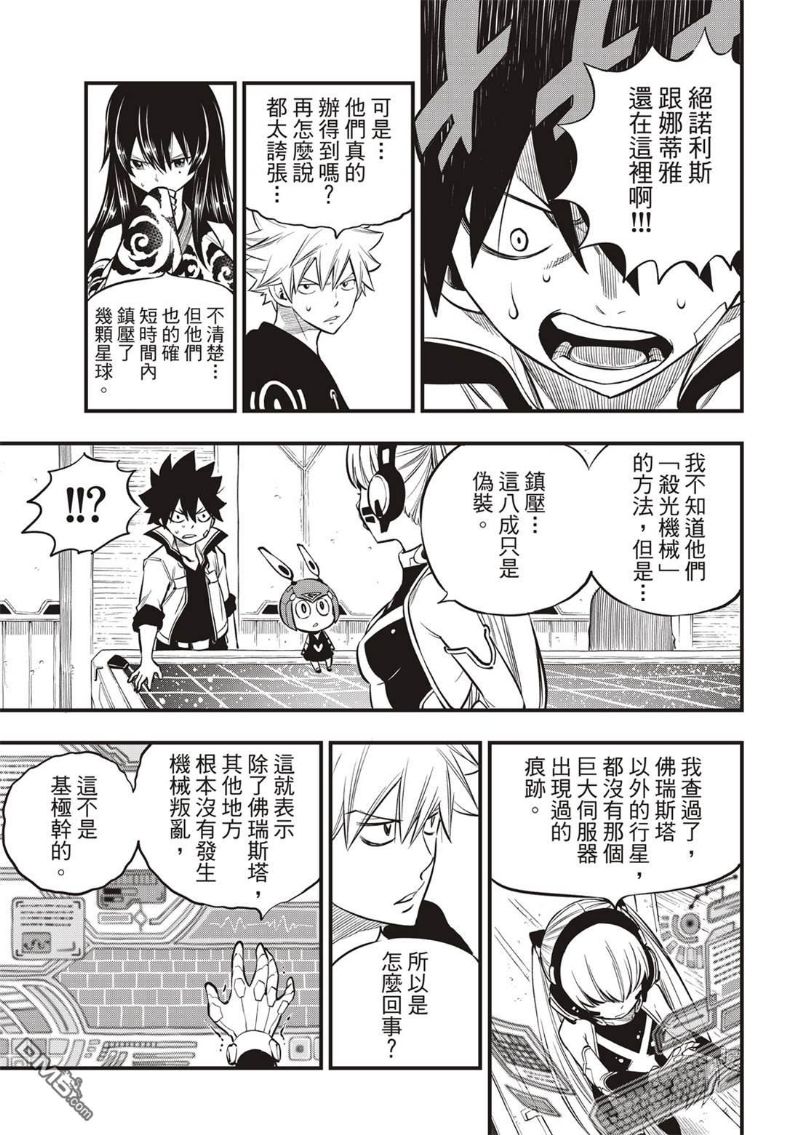 絕諾利斯
跟娜蒂雅
還在這裡啊!!!
可是…
他們真的
辦得到嗎?
再怎麼說
都太誇張…
不清楚…
但他們
也的確
短時間內
鎮壓了
幾顆星球。
我不知道他們
「殺光機械」
的方法,但是…
鎮壓…
這八成只是
偽裝。
!!?
我查過了,
佛瑞斯塔
以外的行星,
都沒有那個
巨大伺服器
出現過的
痕跡。
所以是
怎麼回事?
這就表示
除了佛瑞斯塔,
其他地方
根本沒有發生
機械叛亂,
這不是
基極幹的。
DM5.com